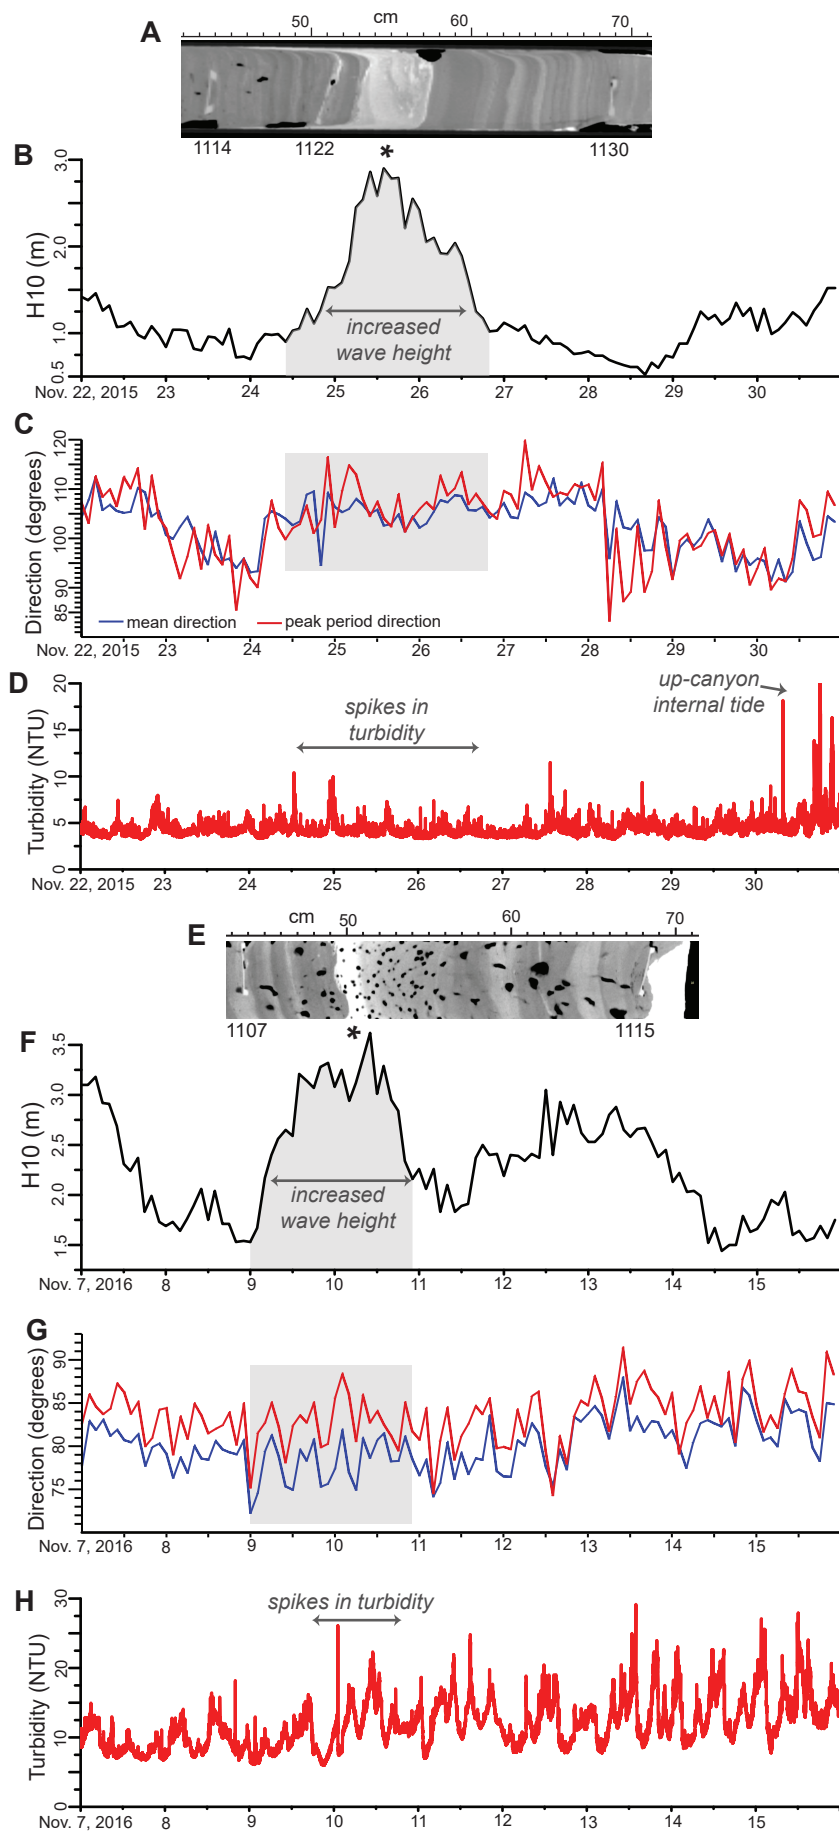 A
50 cm 60 70
1114 1122 * 1130
B
H10 (m)
3.0
2.0
1.0
0.5
increased
wave height
Nov. 22, 2015 23 24 25 26 27 28 29 30
C
Direction (degrees)
120
110
100
90
85
mean direction peak period direction
Nov. 22, 2015 23 24 25 26 27 28 29 30
D
Turbidity (NTU)
20
15
10
5
0
spikes in
turbidity
up-canyon
internal tide
Nov. 22, 2015 23 24 25 26 27 28 29 30
E
cm 50 60 70
1107 * 1115
F
H10 (m)
3.5
3.0
2.5
2.0
1.5
increased
wave height
Nov. 7, 2016 8 9 10 11 12 13 14 15
G
Direction (degrees)
90
85
80
75
Nov. 7, 2016 8 9 10 11 12 13 14 15
H
Turbidity (NTU)
30
20
10
0
spikes in turbidity
Nov. 7, 2016 8 9 10 11 12 13 14 15